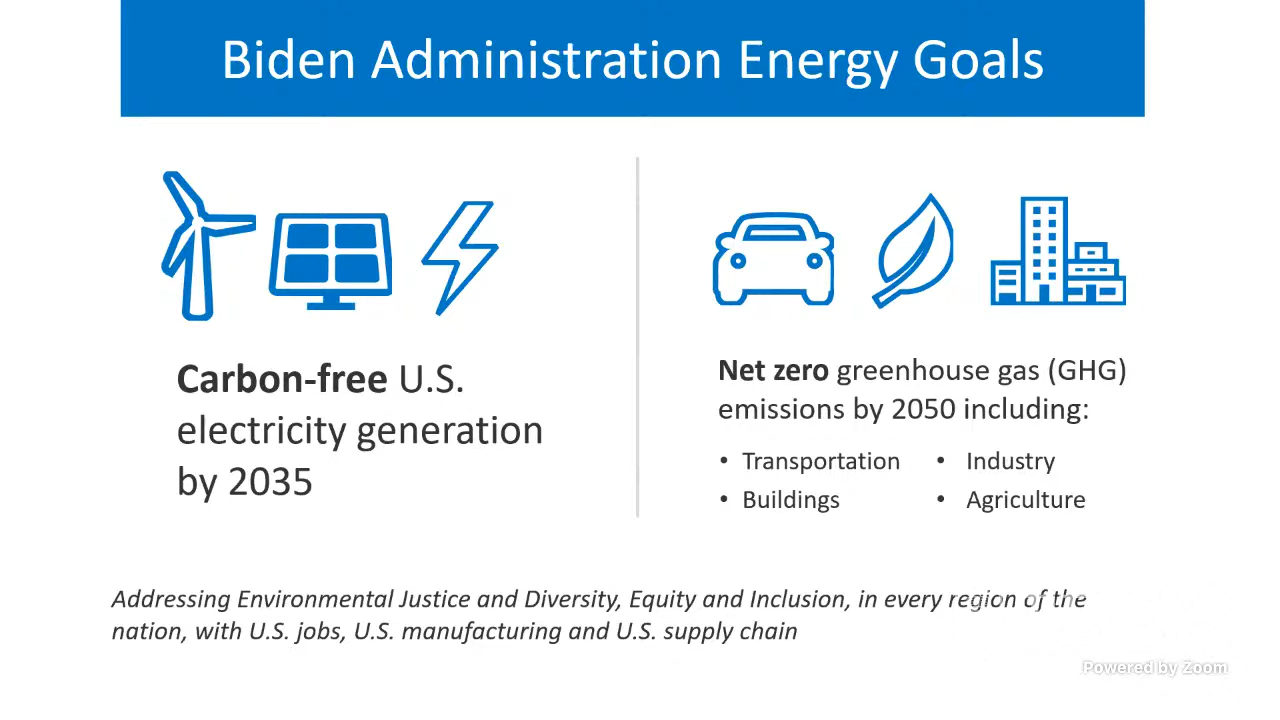 Biden Administration Energy Goals
Carbon-free U.S.
electricity generation
by 2035
Net zero greenhouse gas (GHG)
emissions by 2050 including:
• Transportation
• Buildings
• Industry
• Agriculture
Addressing Environmental Justice and Diversity, Equity and Inclusion, in every region of the
nation, with U.S. jobs, U.S. manufacturing and U.S. supply chain
Powered by Zoom